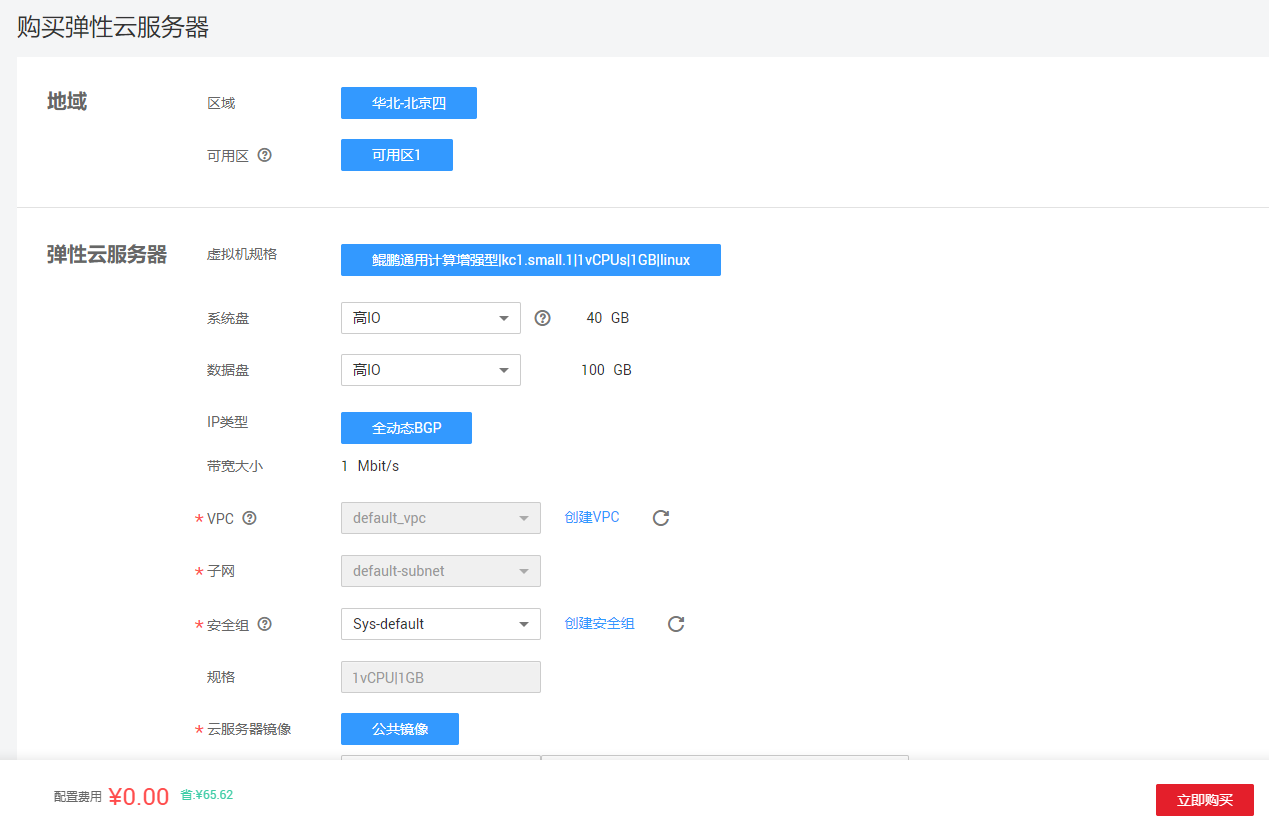 购买弹性云服务器
地域
区域
华北-北京四
可用区
可用区1
弹性云服务器
虚拟机规格
鲲鹏通用计算增强型|kc1.small.1|1vCPUs|1GB|linux
系统盘
高IO
40 GB
数据盘
高IO
100 GB
IP类型
全动态BGP
带宽大小
1 Mbit/s
* VPC
default_vpc
创建VPC
* 子网
default-subnet
* 安全组
Sys-default
创建安全组
规格
1vCPU|1GB
* 云服务器镜像
公共镜像
配置费用 ¥0.00 省:¥65.62
立即购买